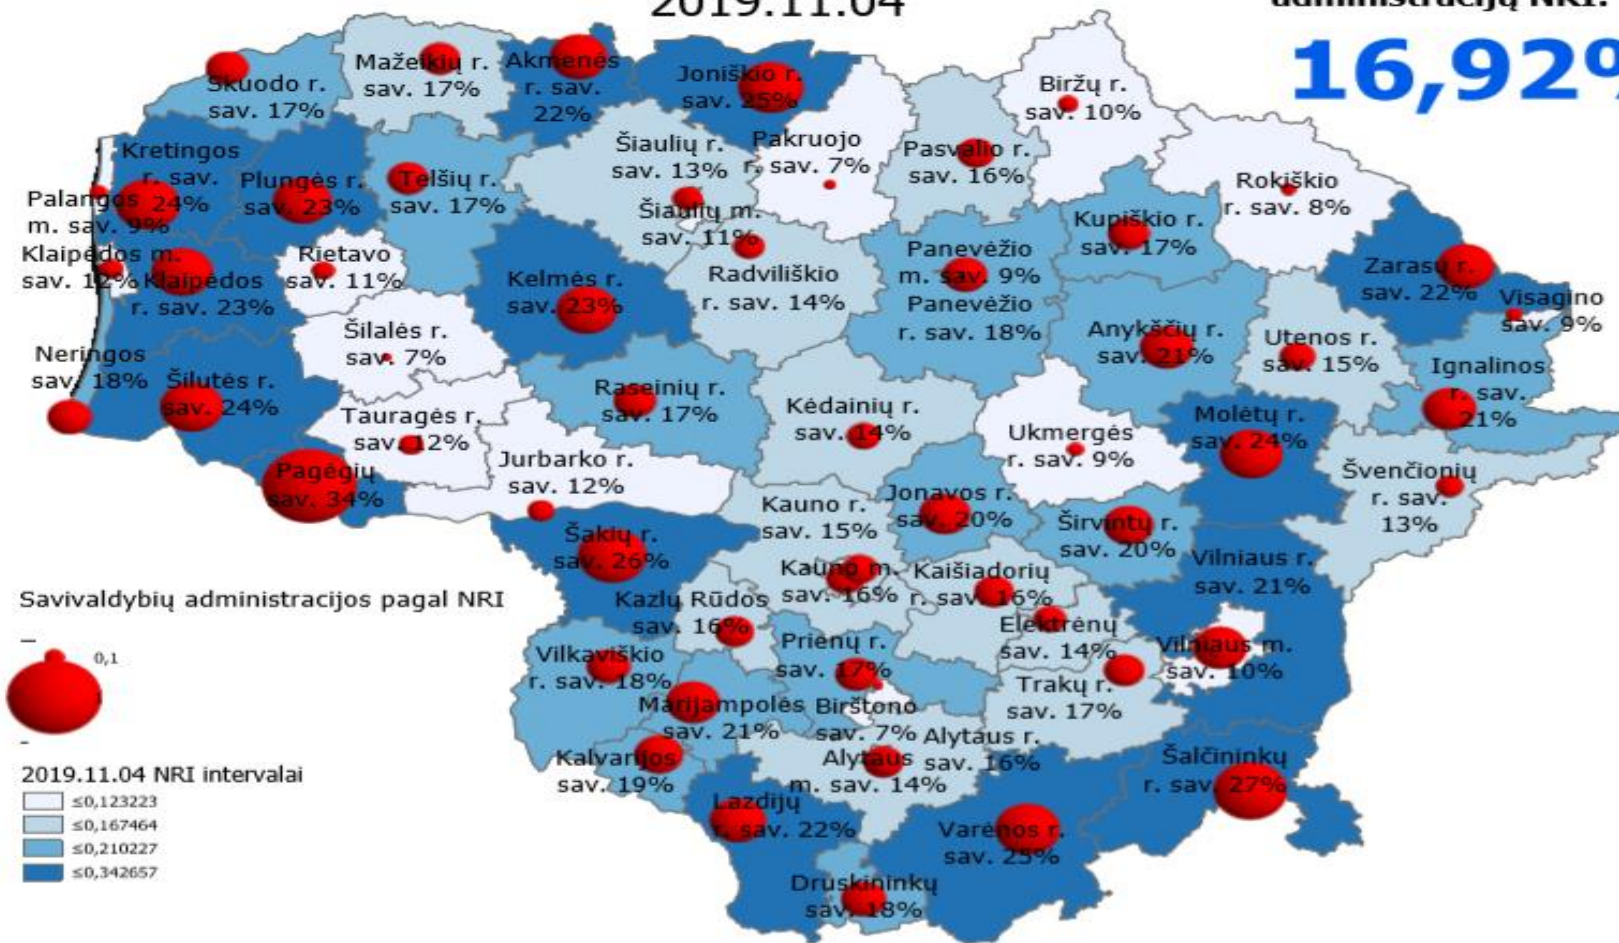 2019.11.04
administracijų NRI:
16,92%
Skuodo r.
sav. 17%
Mažeikių r.
sav. 17%
Akmenės
r. sav.
22%
Joniškio r.
sav. 25%
Biržų r.
sav. 10%
Pakruojo
r. sav. 7%
Šiaulių r.
sav. 13%
Pasvalio r.
sav. 16%
Rokiškio
r. sav. 8%
Kretingos
r. sav.
24%
Plungės r.
sav. 23%
Telšių r.
sav. 17%
Palangos
m. sav. 9%
Šiaulių m.
sav. 11%
Kupiškio r.
sav. 17%
Klaipėdos m.
sav. 12%
Klaipėdos
r. sav. 23%
Rietavo
sav. 11%
Kelmės r.
sav. 23%
Radviliškio
r. sav. 14%
Panevėžio
m. sav. 9%
Panevėžio
r. sav. 18%
Zarasų r.
sav. 22%
Visagino
sav. 9%
Anykščių r.
sav. 21%
Utenos r.
sav. 15%
Ignalinos
r. sav.
21%
Šilalės r.
sav. 7%
Neringos
sav. 18%
Šilutės r.
sav. 24%
Raseinių r.
sav. 17%
Kėdainių r.
sav. 14%
Tauragės r.
sav. 12%
Ukmergės
r. sav. 9%
Molėtų r.
sav. 24%
Pagėgių
sav. 34%
Jurbarko r.
sav. 12%
Švenčionių
r. sav.
13%
Kauno r.
sav. 15%
Jonavos r.
sav. 20%
Širvintų r.
sav. 20%
Šakių r.
sav. 26%
Vilniaus r.
sav. 21%
Kauno m.
sav. 16%
Kaišiadorių
r. sav. 16%
Kazlų Rūdos
sav. 16%
Elektrėnų
sav. 14%
Prienų r.
sav. 17%
Vilniaus m.
sav. 10%
Vilkaviškio
r. sav. 18%
Trakų r.
sav. 17%
Marijampolės
sav. 21%
Birštono
sav. 7%
Alytaus r.
sav. 16%
Kalvarijos
sav. 19%
Alytaus
m. sav. 14%
Šalčininkų
r. sav. 27%
Lazdijų
r. sav. 22%
Varėnos r.
sav. 25%
Druskininkų
sav. 18%
Savivaldybių administracijos pagal NRI
0,1
2019.11.04 NRI intervalai
≤0,123223
≤0,167464
≤0,210227
≤0,342657